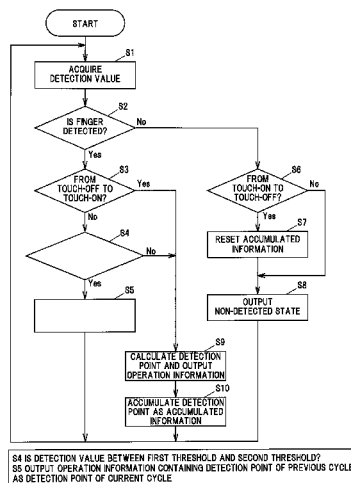 START
S1
ACQUIRE
DETECTION VALUE
S2
IS FINGER
DETECTED?
No
Yes
S3
FROM
TOUCH-OFF TO
TOUCH-ON?
Yes
No
S6
FROM
TOUCH-ON TO
TOUCH-OFF?
No
Yes
S7
RESET ACCUMULATED
INFORMATION
S4
No
Yes
S5
S8
OUTPUT
NON-DETECTED STATE
S9
CALCULATE DETECTION
POINT AND OUTPUT
OPERATION INFORMATION
S10
ACCUMULATE DETECTION
POINT AS ACCUMULATED
INFORMATION
S4 IS DETECTION VALUE BETWEEN FIRST THRESHOLD AND SECOND THRESHOLD?
S5 OUTPUT OPERATION INFORMATION CONTAINING DETECTION POINT OF PREVIOUS CYCLE
AS DETECTION POINT OF CURRENT CYCLE